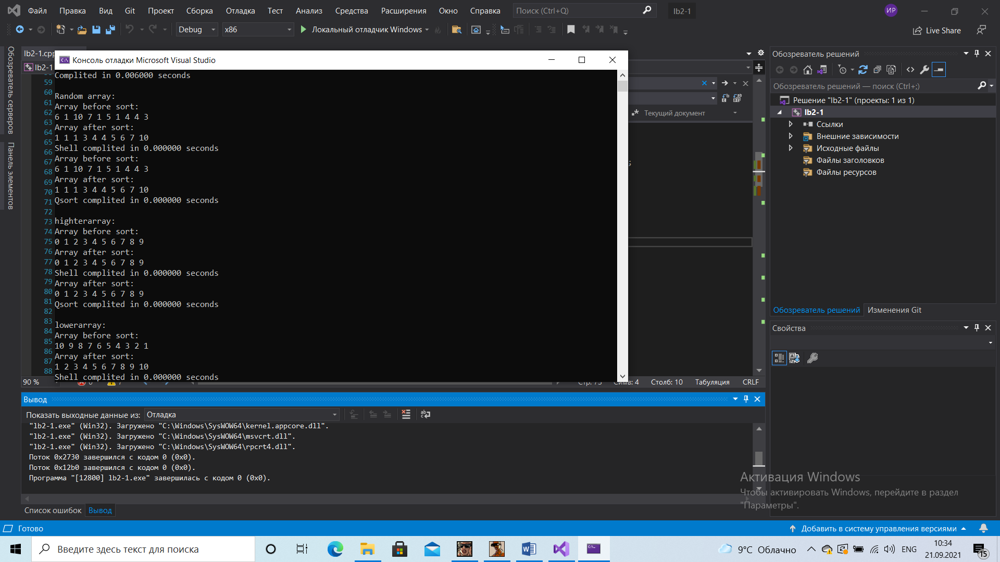 Файл Правка Вид Git Проект Сборка Отладка Тест Анализ Средства Расширения Окно Справка Поиск (Ctrl+Q) lb2-1 ИР
Debug x86 Локальный отладчик Windows Live Share
Обозреватель серверов
Панель элементов
lb2-1.cpp
lb2-1
Консоль отладки Microsoft Visual Studio
Complited in 0.006000 seconds
Random array:
Array before sort:
6 1 10 7 1 5 1 4 4 3
Array after sort:
1 1 1 3 4 4 5 6 7 10
Shell complited in 0.000000 seconds
Array before sort:
6 1 10 7 1 5 1 4 4 3
Array after sort:
1 1 1 3 4 4 5 6 7 10
Qsort complited in 0.000000 seconds
highterarray:
Array before sort:
0 1 2 3 4 5 6 7 8 9
Array after sort:
0 1 2 3 4 5 6 7 8 9
Shell complited in 0.000000 seconds
Array after sort:
0 1 2 3 4 5 6 7 8 9
Qsort complited in 0.000000 seconds
lowerarray:
Array before sort:
10 9 8 7 6 5 4 3 2 1
Array after sort:
1 2 3 4 5 6 7 8 9 10
Shell complited in 0.000000 seconds
59
60
61
62
63
64
65
66
67
68
69
70
71
72
73
74
75
76
77
78
79
80
81
82
83
84
85
86
87
88
Текущий документ
;
90 % Стр: 75 Симв: 4 Столб: 10 Табуляция CRLF
Вывод
Показать выходные данные из: Отладка
"lb2-1.exe" (Win32). Загружено "C:\Windows\SysWOW64\kernel.appcore.dll".
"lb2-1.exe" (Win32). Загружено "C:\Windows\SysWOW64\msvcrt.dll".
"lb2-1.exe" (Win32). Загружено "C:\Windows\SysWOW64\rpcrt4.dll".
Поток 0x2730 завершился с кодом 0 (0x0).
Поток 0x12b0 завершился с кодом 0 (0x0).
Программа "[12800] lb2-1.exe" завершилась с кодом 0 (0x0).
Список ошибок Вывод
Обозреватель решений
Обозреватель решений — поиск (Ctrl+;)
Решение "lb2-1" (проекты: 1 из 1)
lb2-1
Ссылки
Внешние зависимости
Исходные файлы
Файлы заголовков
Файлы ресурсов
Обозреватель решений Изменения Git
Свойства
Активация Windows
Чтобы активировать Windows, перейдите в раздел
"Параметры".
Готово Добавить в систему управления версиями
Введите здесь текст для поиска 9°C Облачно ENG 10:34
21.09.2021 15